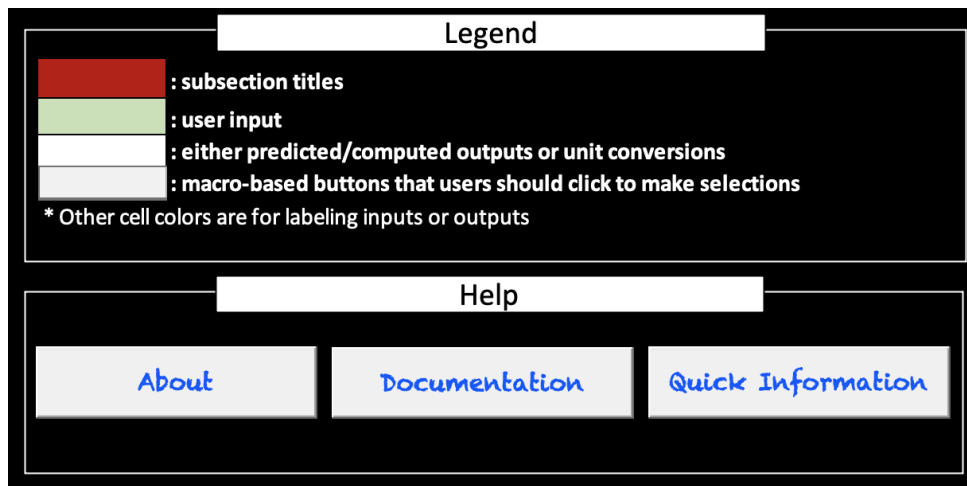 Legend
: subsection titles
: user input
: either predicted/computed outputs or unit conversions
: macro-based buttons that users should click to make selections
* Other cell colors are for labeling inputs or outputs
Help
About
Documentation
Quick Information